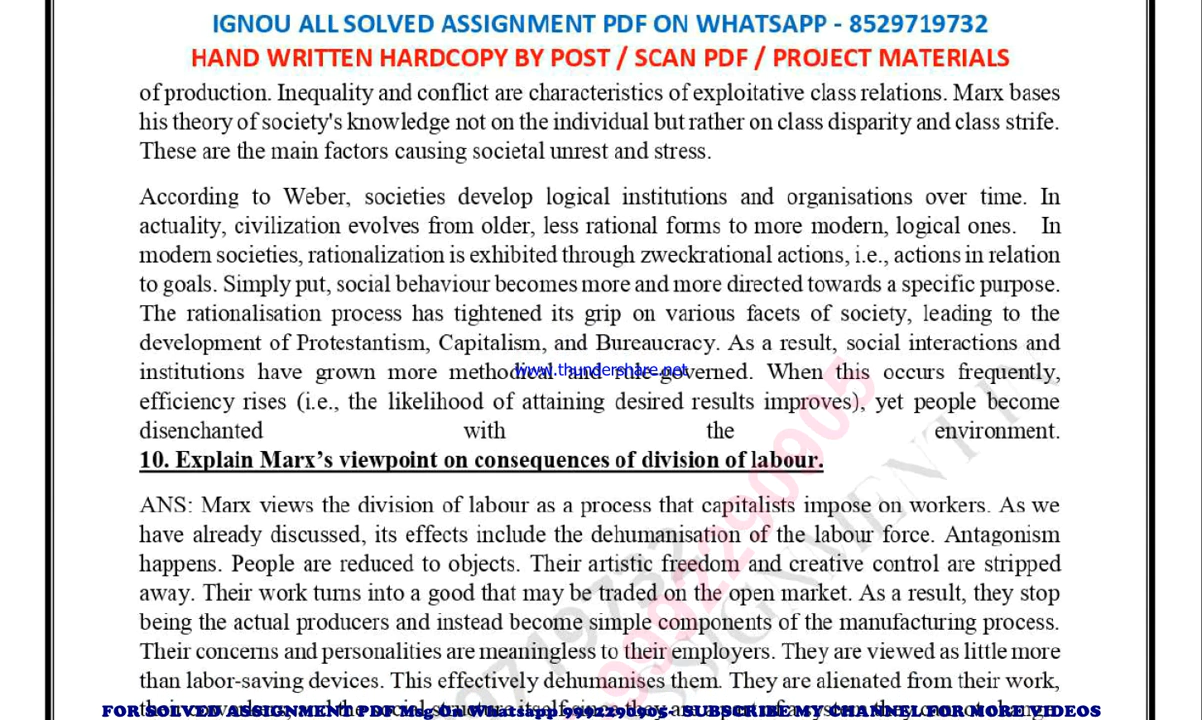 IGNOU ALL SOLVED ASSIGNMENT PDF ON WHATSAPP - 8529719732
HAND WRITTEN HARDCOPY BY POST / SCAN PDF / PROJECT MATERIALS
of production. Inequality and conflict are characteristics of exploitative class relations. Marx bases
his theory of society's knowledge not on the individual but rather on class disparity and class strife.
These are the main factors causing societal unrest and stress.
According to Weber, societies develop logical institutions and organisations over time. In
actuality, civilization evolves from older, less rational forms to more modern, logical ones. In
modern societies, rationalization is exhibited through zweckrational actions, i.e., actions in relation
to goals. Simply put, social behaviour becomes more and more directed towards a specific purpose.
The rationalisation process has tightened its grip on various facets of society, leading to the
development of Protestantism, Capitalism, and Bureaucracy. As a result, social interactions and
institutions have grown more methodical and rule-governed. When this occurs frequently,
www.thundershare.net
efficiency rises (i.e., the likelihood of attaining desired results improves), yet people become
disenchanted with the environment.
10. Explain Marx's viewpoint on consequences of division of labour.
ANS: Marx views the division of labour as a process that capitalists impose on workers. As we
have already discussed, its effects include the dehumanisation of the labour force. Antagonism
happens. People are reduced to objects. Their artistic freedom and creative control are stripped
away. Their work turns into a good that may be traded on the open market. As a result, they stop
being the actual producers and instead become simple components of the manufacturing process.
Their concerns and personalities are meaningless to their employers. They are viewed as little more
than labor-saving devices. This effectively dehumanises them. They are alienated from their work,
FOR SOLVED ASSIGNMENT PDF Msg On Whatsapp 9992290905- SUBSCRIBE MY CHANNEL FOR MORE VIDEOS
9992290905